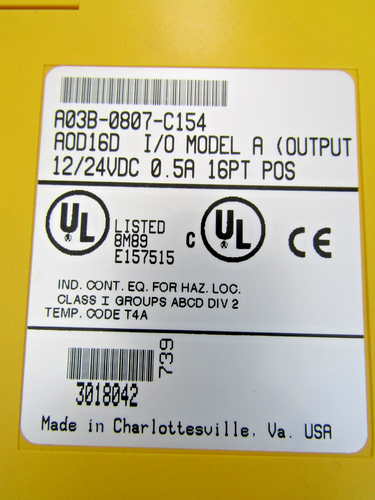 A03B-0807-C154
AOD16D I/O MODEL A (OUTPUT
12/24VDC 0.5A 16PT POS
UL
LISTED
8M89
E157515
C UL
CE
IND. CONT. EQ. FOR HAZ. LOC.
CLASS I GROUPS ABCD DIV 2
TEMP. CODE T4A
739
3018042
Made in Charlottesville, Va. USA